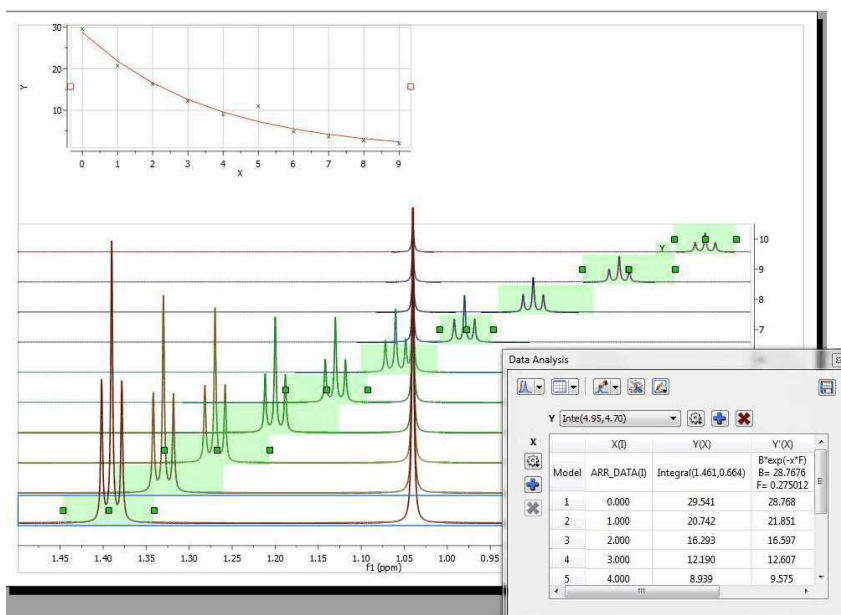 30
20
10
Y
0 1 2 3 4 5 6 7 8 9
X
10
Y
9
8
7
1.45 1.40 1.35 1.30 1.25 1.20 1.15 1.10 1.05 1.00 0.95
f1 (ppm)
Data Analysis
Y Inte(4.95,4.70)
X
X(I) Y(X) Y'(X)
Model ARR_DATA(I) Integral(1.461,0.664) B*exp(-x*F)
B= 28.7676
F= 0.275012
1 0.000 29.541 28.768
2 1.000 20.742 21.851
3 2.000 16.293 16.597
4 3.000 12.190 12.607
5 4.000 8.939 9.575